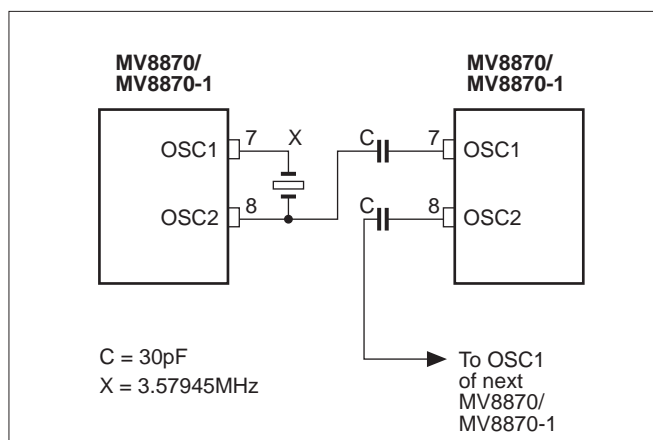 MV8870/
MV8870-1
MV8870/
MV8870-1
OSC1
7
X
C
7
OSC1
OSC2
8
C
8
OSC2
C = 30pF
X = 3.57945MHz
To OSC1
of next
MV8870/
MV8870-1